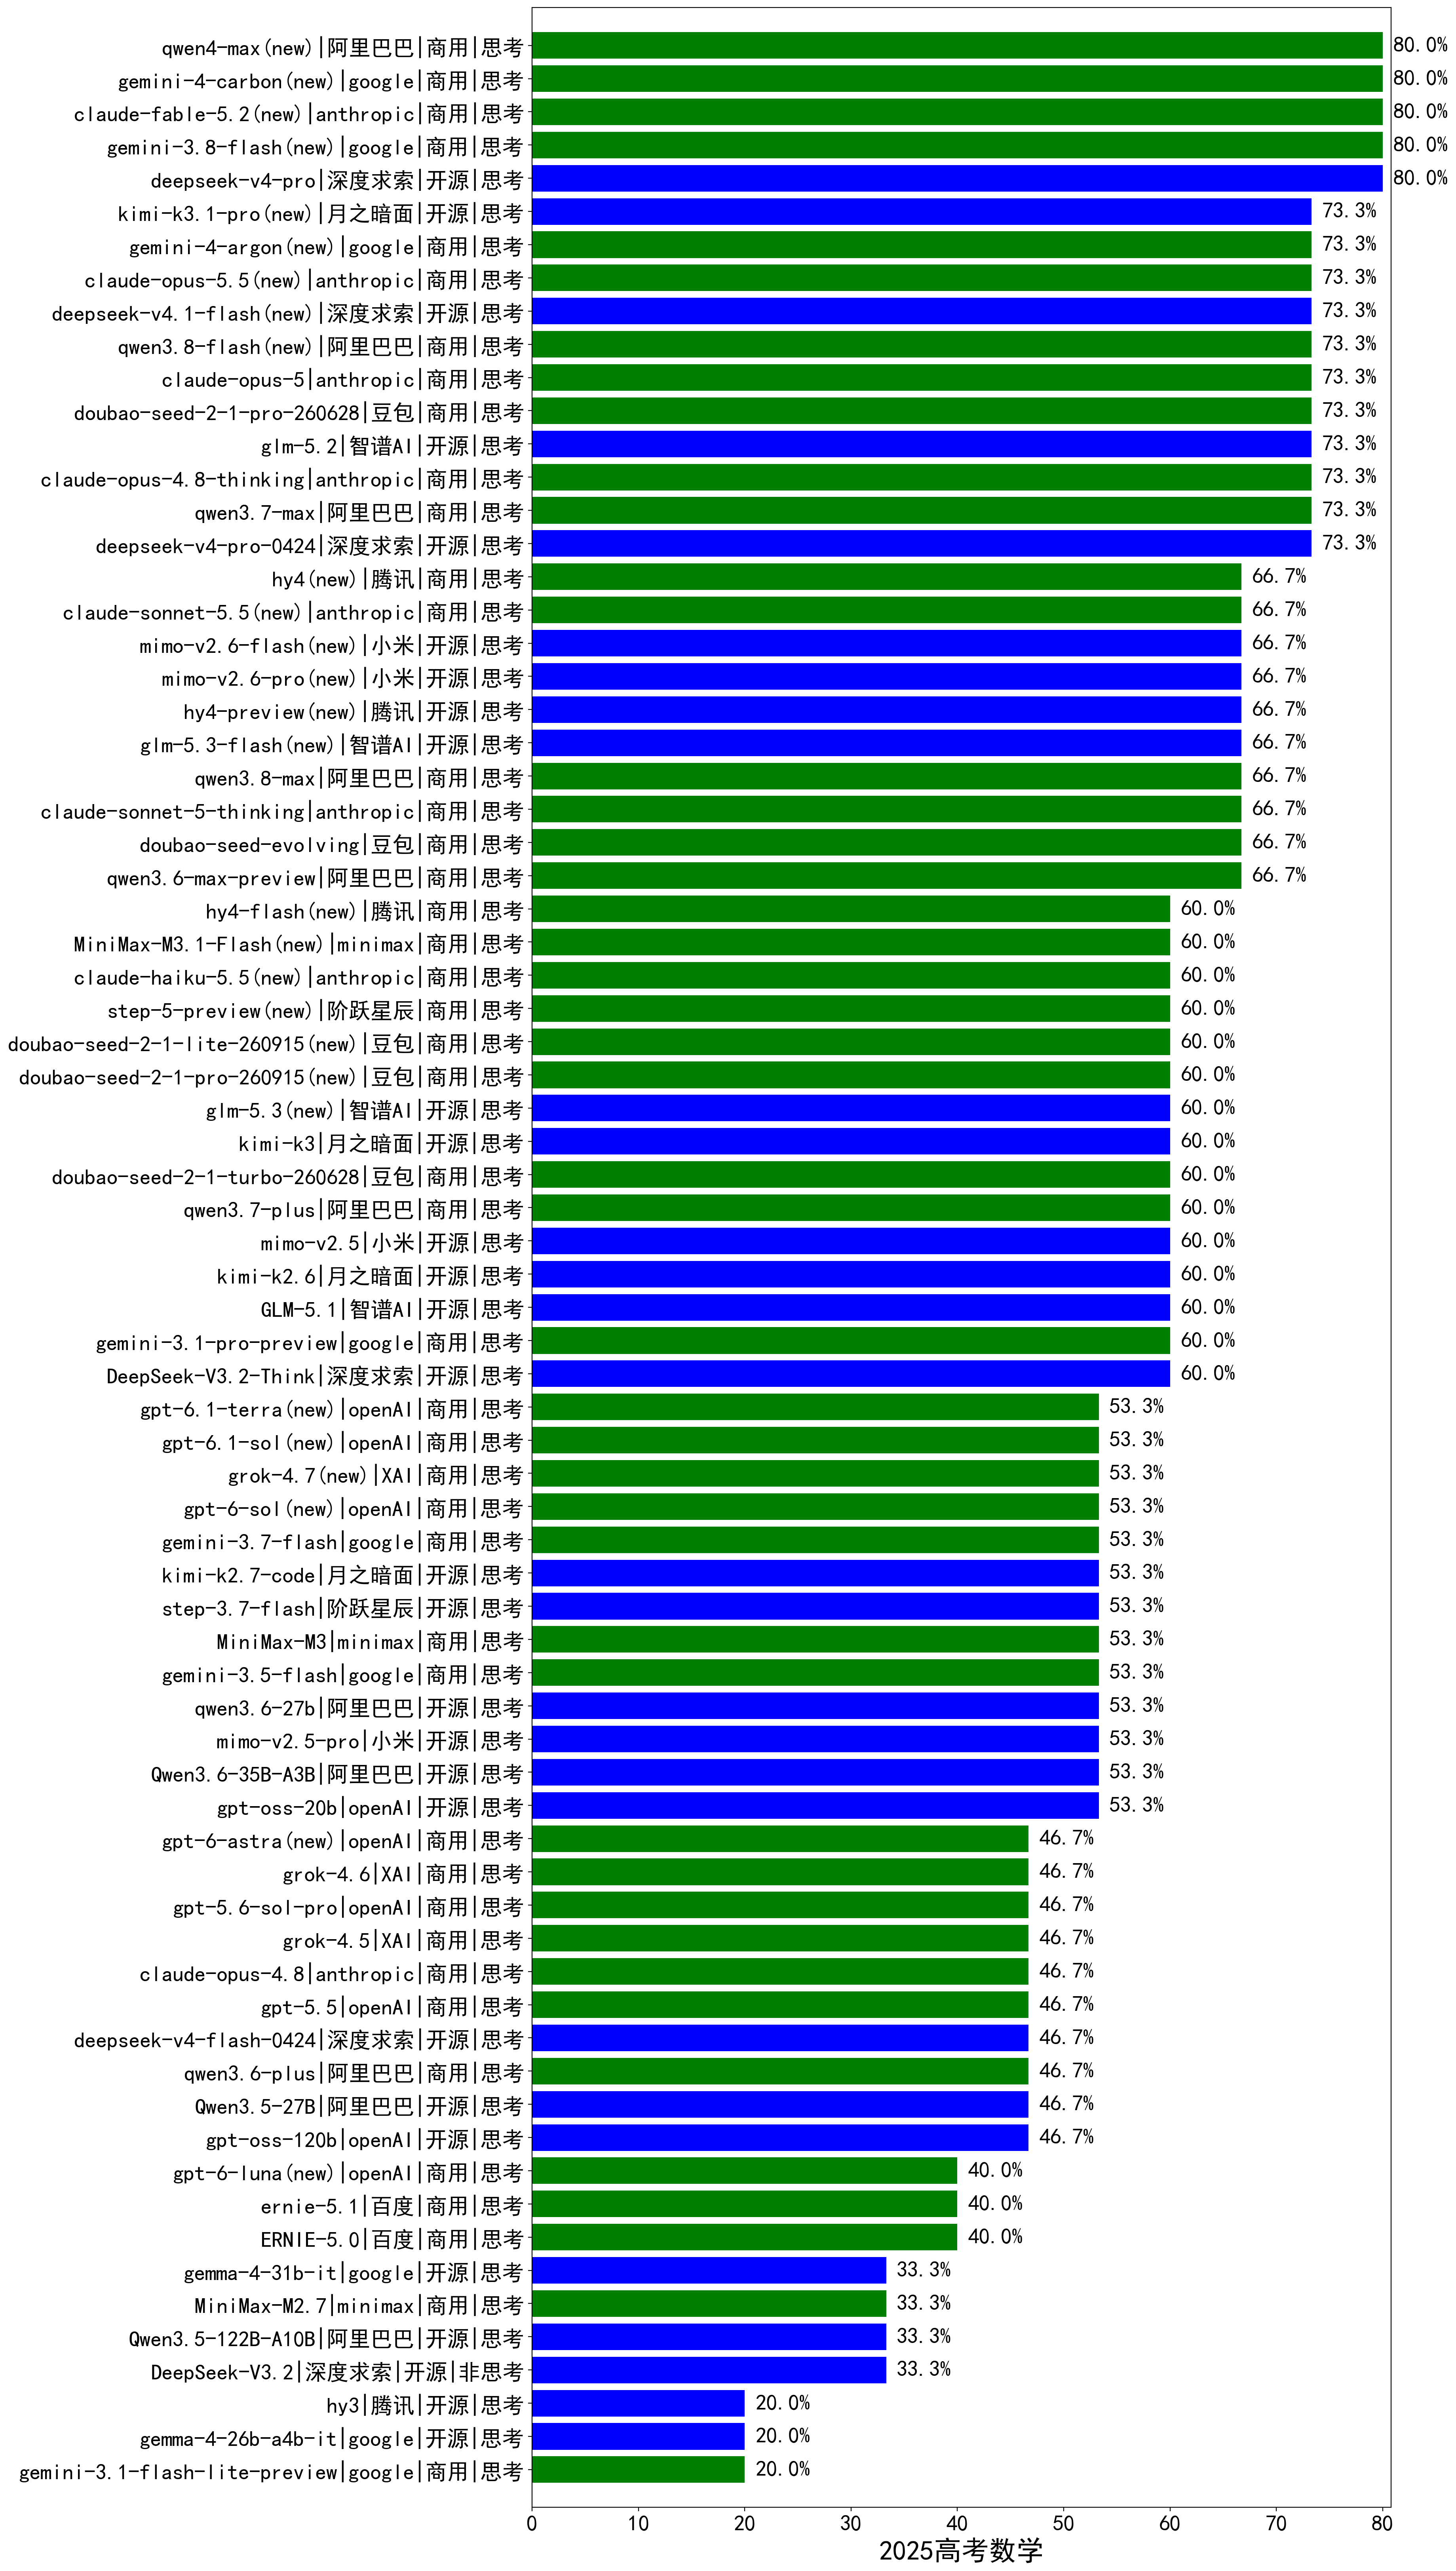 qwen4-max(new)|阿里巴巴|商用|思考 80.0%
gemini-4-carbon(new)|google|商用|思考 80.0%
claude-fable-5.2(new)|anthropic|商用|思考 80.0%
gemini-3.8-flash(new)|google|商用|思考 80.0%
deepseek-v4-pro|深度求索|开源|思考 80.0%
kimi-k3.1-pro(new)|月之暗面|开源|思考 73.3%
gemini-4-argon(new)|google|商用|思考 73.3%
claude-opus-5.5(new)|anthropic|商用|思考 73.3%
deepseek-v4.1-flash(new)|深度求索|开源|思考 73.3%
qwen3.8-flash(new)|阿里巴巴|商用|思考 73.3%
claude-opus-5|anthropic|商用|思考 73.3%
doubao-seed-2-1-pro-260628|豆包|商用|思考 73.3%
glm-5.2|智谱AI|开源|思考 73.3%
claude-opus-4.8-thinking|anthropic|商用|思考 73.3%
qwen3.7-max|阿里巴巴|商用|思考 73.3%
deepseek-v4-pro-0424|深度求索|开源|思考 73.3%
hy4(new)|腾讯|商用|思考 66.7%
claude-sonnet-5.5(new)|anthropic|商用|思考 66.7%
mimo-v2.6-flash(new)|小米|开源|思考 66.7%
mimo-v2.6-pro(new)|小米|开源|思考 66.7%
hy4-preview(new)|腾讯|开源|思考 66.7%
glm-5.3-flash(new)|智谱AI|开源|思考 66.7%
qwen3.8-max|阿里巴巴|商用|思考 66.7%
claude-sonnet-5-thinking|anthropic|商用|思考 66.7%
doubao-seed-evolving|豆包|商用|思考 66.7%
qwen3.6-max-preview|阿里巴巴|商用|思考 66.7%
hy4-flash(new)|腾讯|商用|思考 60.0%
MiniMax-M3.1-Flash(new)|minimax|商用|思考 60.0%
claude-haiku-5.5(new)|anthropic|商用|思考 60.0%
step-5-preview(new)|阶跃星辰|商用|思考 60.0%
doubao-seed-2-1-lite-260915(new)|豆包|商用|思考 60.0%
doubao-seed-2-1-pro-260915(new)|豆包|商用|思考 60.0%
glm-5.3(new)|智谱AI|开源|思考 60.0%
kimi-k3|月之暗面|开源|思考 60.0%
doubao-seed-2-1-turbo-260628|豆包|商用|思考 60.0%
qwen3.7-plus|阿里巴巴|商用|思考 60.0%
mimo-v2.5|小米|开源|思考 60.0%
kimi-k2.6|月之暗面|开源|思考 60.0%
GLM-5.1|智谱AI|开源|思考 60.0%
gemini-3.1-pro-preview|google|商用|思考 60.0%
DeepSeek-V3.2-Think|深度求索|开源|思考 60.0%
gpt-6.1-terra(new)|openAI|商用|思考 53.3%
gpt-6.1-sol(new)|openAI|商用|思考 53.3%
grok-4.7(new)|XAI|商用|思考 53.3%
gpt-6-sol(new)|openAI|商用|思考 53.3%
gemini-3.7-flash|google|商用|思考 53.3%
kimi-k2.7-code|月之暗面|开源|思考 53.3%
step-3.7-flash|阶跃星辰|开源|思考 53.3%
MiniMax-M3|minimax|商用|思考 53.3%
gemini-3.5-flash|google|商用|思考 53.3%
qwen3.6-27b|阿里巴巴|开源|思考 53.3%
mimo-v2.5-pro|小米|开源|思考 53.3%
Qwen3.6-35B-A3B|阿里巴巴|开源|思考 53.3%
gpt-oss-20b|openAI|开源|思考 53.3%
gpt-6-astra(new)|openAI|商用|思考 46.7%
grok-4.6|XAI|商用|思考 46.7%
gpt-5.6-sol-pro|openAI|商用|思考 46.7%
grok-4.5|XAI|商用|思考 46.7%
claude-opus-4.8|anthropic|商用|思考 46.7%
gpt-5.5|openAI|商用|思考 46.7%
deepseek-v4-flash-0424|深度求索|开源|思考 46.7%
qwen3.6-plus|阿里巴巴|商用|思考 46.7%
Qwen3.5-27B|阿里巴巴|开源|思考 46.7%
gpt-oss-120b|openAI|开源|思考 46.7%
gpt-6-luna(new)|openAI|商用|思考 40.0%
ernie-5.1|百度|商用|思考 40.0%
ERNIE-5.0|百度|商用|思考 40.0%
gemma-4-31b-it|google|开源|思考 33.3%
MiniMax-M2.7|minimax|商用|思考 33.3%
Qwen3.5-122B-A10B|阿里巴巴|开源|思考 33.3%
DeepSeek-V3.2|深度求索|开源|非思考 33.3%
hy3|腾讯|开源|思考 20.0%
gemma-4-26b-a4b-it|google|开源|思考 20.0%
gemini-3.1-flash-lite-preview|google|商用|思考 20.0%
0 10 20 30 40 50 60 70 80
2025高考数学